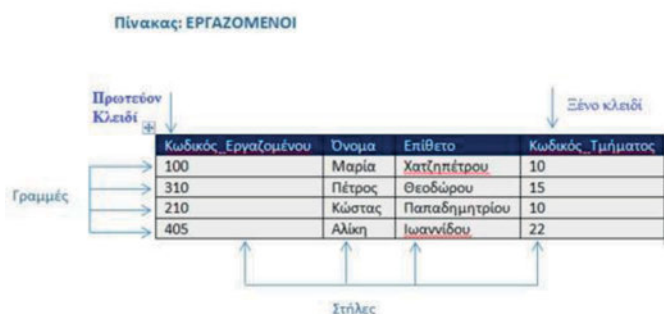 Πίνακας: ΕΡΓΑΖΟΜΕΝΟΙ
Πρωτεύον
Κλειδί
Ξένο κλειδί
Κωδικός_Εργαζομένου Όνομα Επίθετο Κωδικός_Τμήματος
100 Μαρία Χατζηπέτρου 10
310 Πέτρος Θεοδώρου 15
Γραμμές
210 Κώστας Παπαδημητρίου 10
405 Αλίκη Ιωαννίδου 22
Στήλες